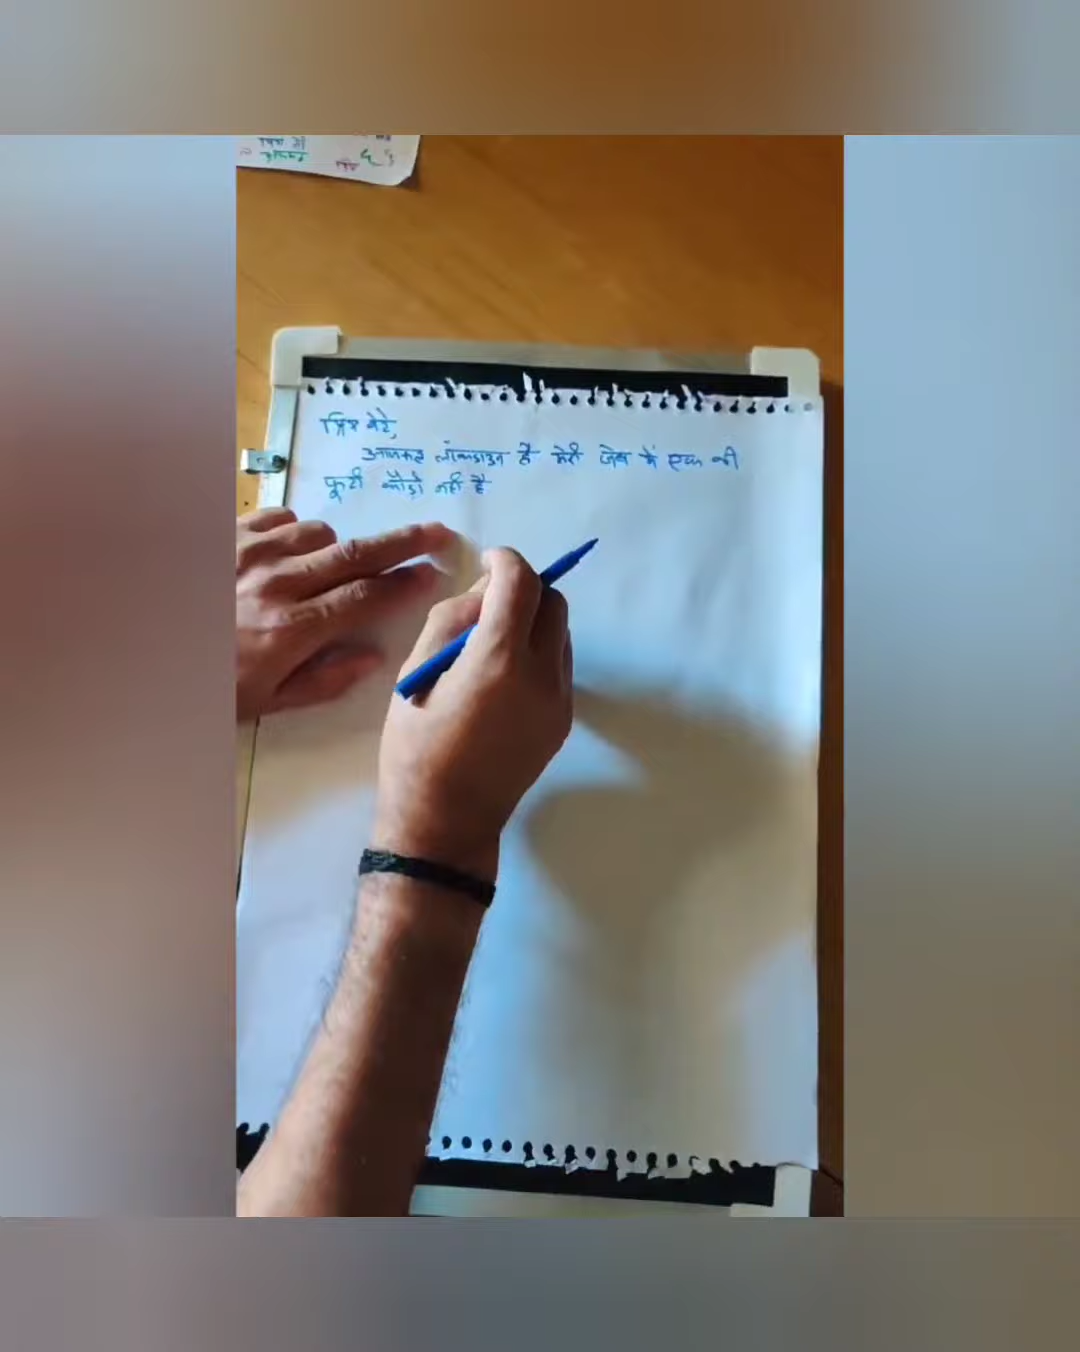 प्रिय बेटे,
आजकल लॉकडाउन है मेरी जेब में एक भी
फूटी कौड़ी नहीं है